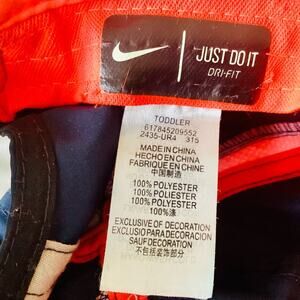 JUST DO IT
DRI-FIT
TODDLER
617845209552
2435-UR4 315
MADE IN CHINA
HECHO EN CHINA
FABRIQUE EN CHINE
中国制造
100% POLYESTER
100% POLIESTER
100% POLYESTER
100%涤
EXCLUSIVE OF DECORATION
EXCLUSIVO PARA DECORACION
SAUF DECORATION
不包括装饰部分